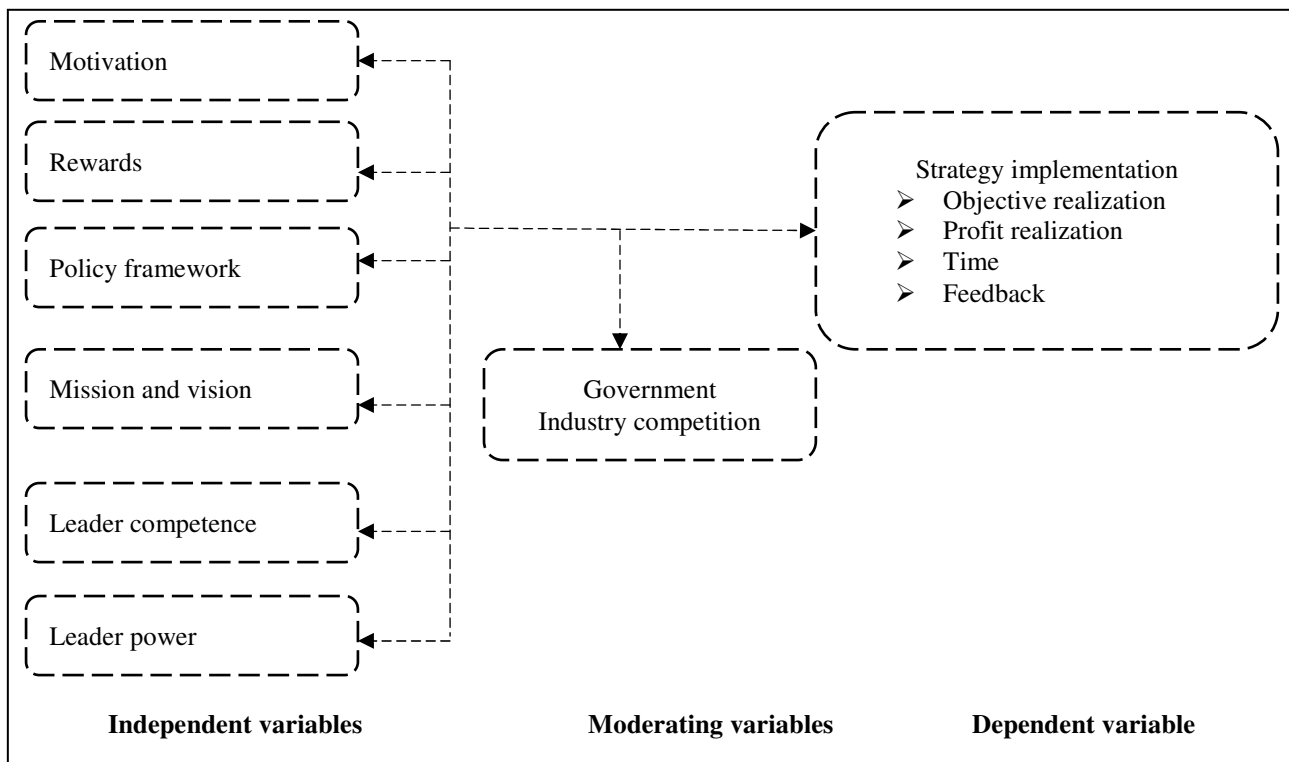 Motivation
Rewards
Policy framework
Mission and vision
Leader competence
Leader power
Government
Industry competition
Strategy implementation
➢ Objective realization
➢ Profit realization
➢ Time
➢ Feedback
Independent variables
Moderating variables
Dependent variable